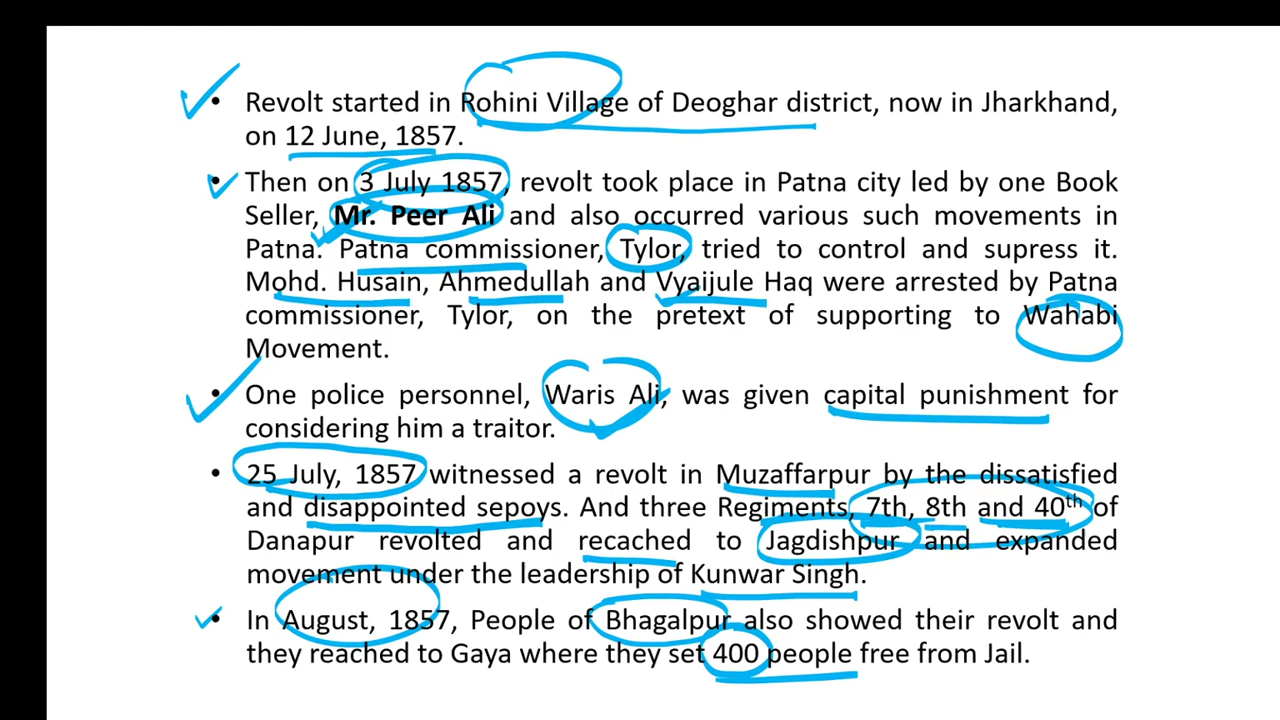 • Revolt started in Rohini Village of Deoghar district, now in Jharkhand,
on 12 June, 1857.
• Then on 3 July 1857, revolt took place in Patna city led by one Book
Seller, Mr. Peer Ali and also occurred various such movements in
Patna. Patna commissioner, Tylor, tried to control and supress it.
Mohd. Husain, Ahmedullah and Vyaijule Haq were arrested by Patna
commissioner, Tylor, on the pretext of supporting to Wahabi
Movement.
• One police personnel, Waris Ali, was given capital punishment for
considering him a traitor.
• 25 July, 1857 witnessed a revolt in Muzaffarpur by the dissatisfied
and disappointed sepoys. And three Regiments, 7th, 8th and 40th of
Danapur revolted and recached to Jagdishpur and expanded
movement under the leadership of Kunwar Singh.
• In August, 1857, People of Bhagalpur also showed their revolt and
they reached to Gaya where they set 400 people free from Jail.